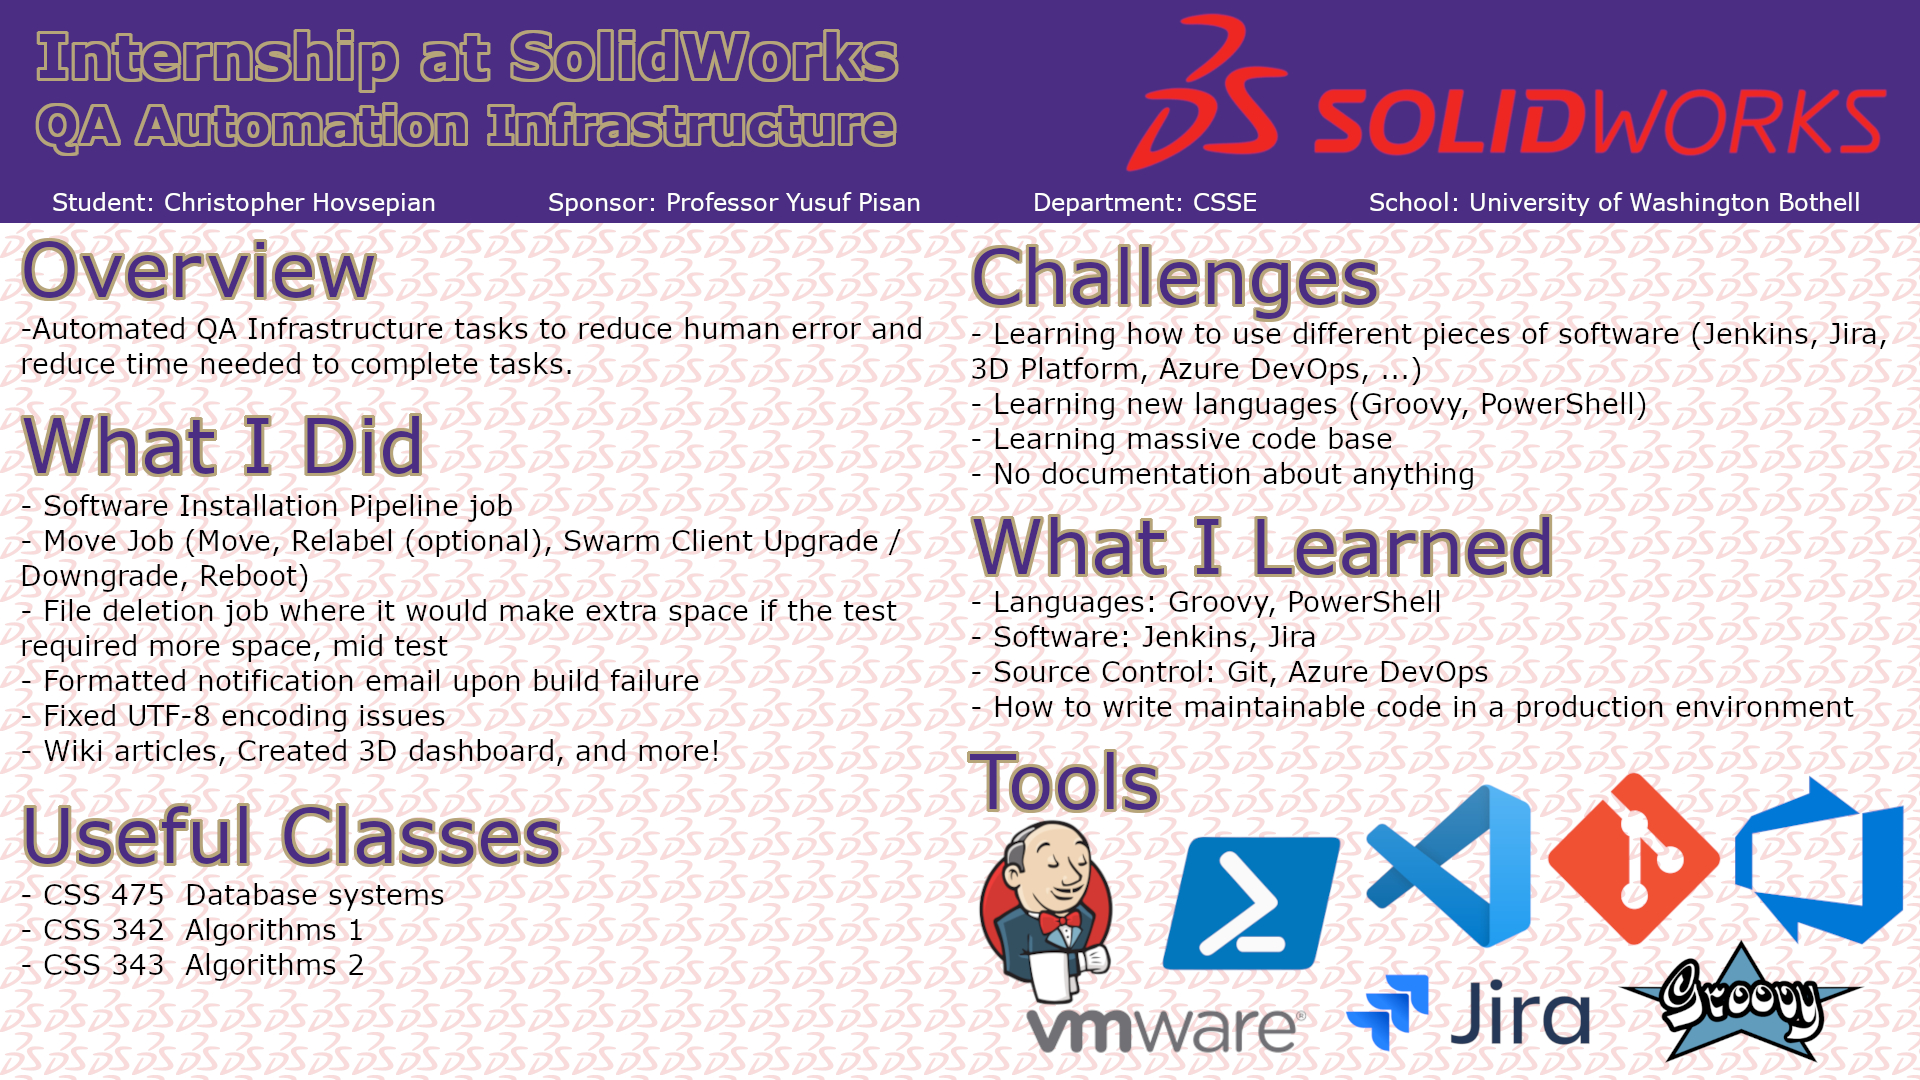 Internship at SolidWorks
QA Automation Infrastructure
SOLIDWORKS
Student: Christopher Hovsepian
Sponsor: Professor Yusuf Pisan
Department: CSSE
School: University of Washington Bothell
Overview
-Automated QA Infrastructure tasks to reduce human error and
reduce time needed to complete tasks.
What I Did
- Software Installation Pipeline job
- Move Job (Move, Relabel (optional), Swarm Client Upgrade /
Downgrade, Reboot)
- File deletion job where it would make extra space if the test
required more space, mid test
- Formatted notification email upon build failure
- Fixed UTF-8 encoding issues
- Wiki articles, Created 3D dashboard, and more!
Useful Classes
- CSS 475  Database systems
- CSS 342  Algorithms 1
- CSS 343  Algorithms 2
Challenges
- Learning how to use different pieces of software (Jenkins, Jira,
3D Platform, Azure DevOps, ...)
- Learning new languages (Groovy, PowerShell)
- Learning massive code base
- No documentation about anything
What I Learned
- Languages: Groovy, PowerShell
- Software: Jenkins, Jira
- Source Control: Git, Azure DevOps
- How to write maintainable code in a production environment
Tools
vmware®
Jira
Groovy